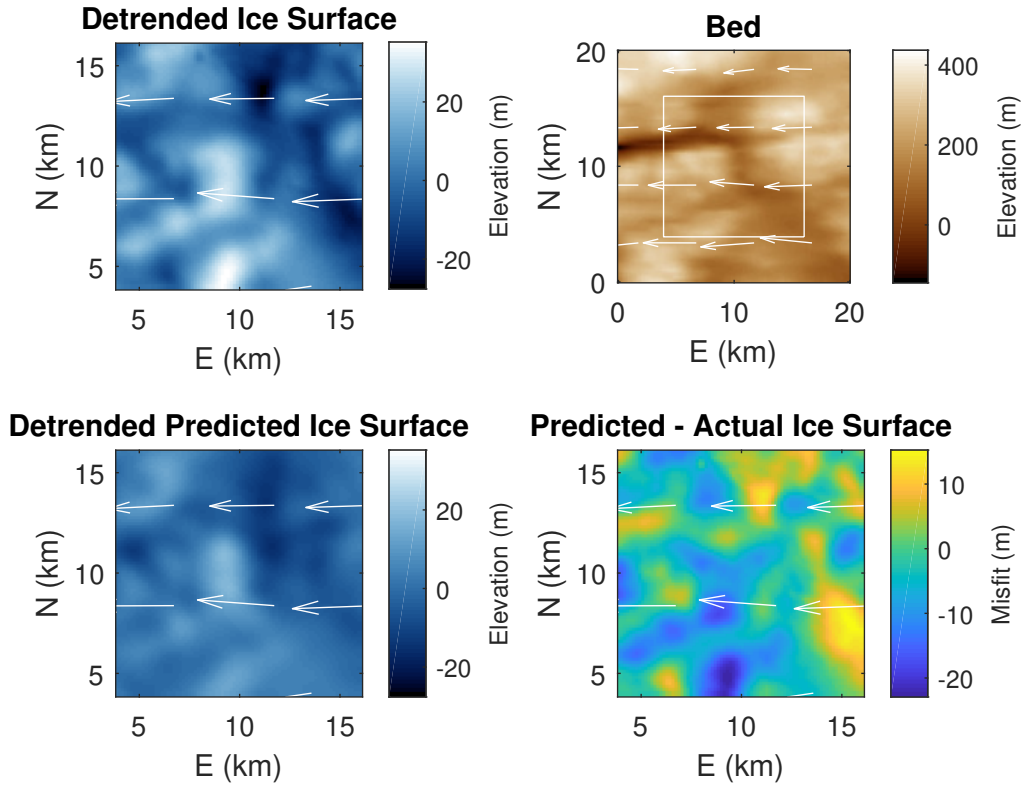 Detrended Ice Surface
15
10
5
N (km)
5
10
15
E (km)
20
0
-20
Elevation (m)
Bed
20
10
0
N (km)
0
10
20
E (km)
400
200
0
Elevation (m)
Detrended Predicted Ice Surface
15
10
5
N (km)
5
10
15
E (km)
20
0
-20
Elevation (m)
Predicted - Actual Ice Surface
15
10
5
N (km)
5
10
15
E (km)
10
0
-10
-20
Misfit (m)